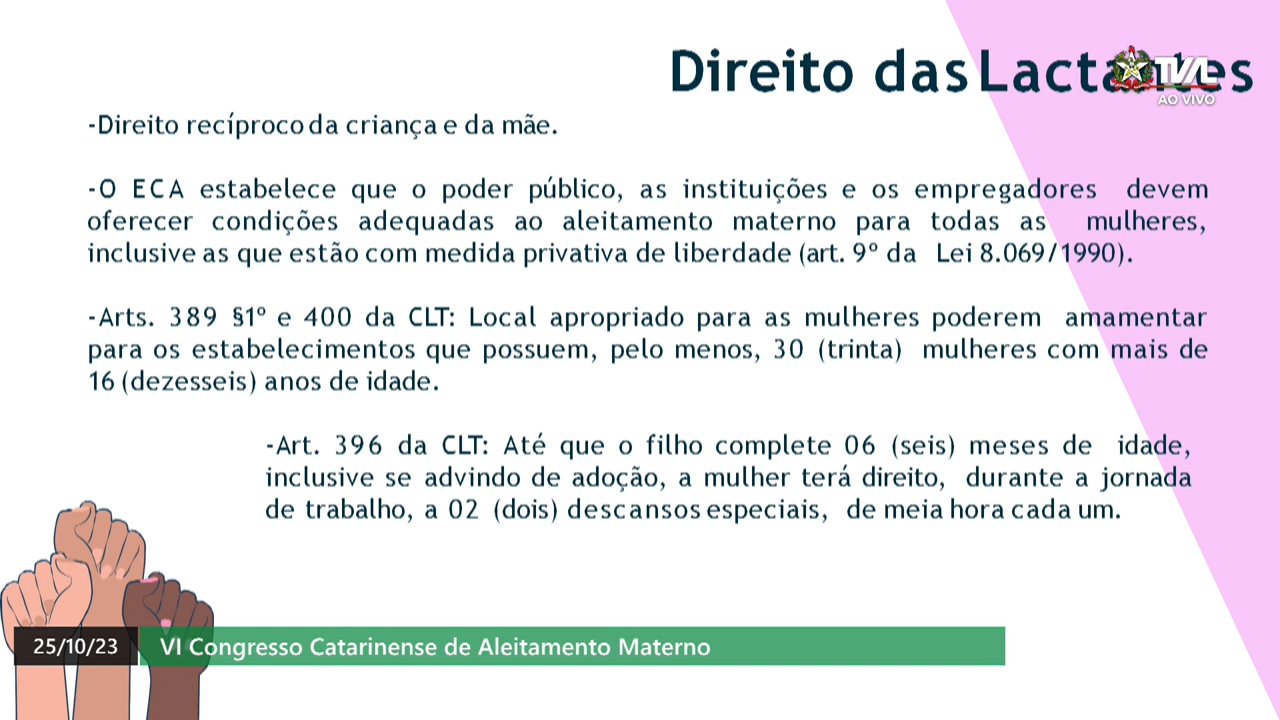 Direito das Lactantes
TVAL
AO VIVO
-Direito recíproco da criança e da mãe.
-O ECA estabelece que o poder público, as instituições e os empregadores devem
oferecer condições adequadas ao aleitamento materno para todas as mulheres,
inclusive as que estão com medida privativa de liberdade (art. 9º da Lei 8.069/1990).
-Arts. 389 §1º e 400 da CLT: Local apropriado para as mulheres poderem amamentar
para os estabelecimentos que possuem, pelo menos, 30 (trinta) mulheres com mais de
16 (dezesseis) anos de idade.
-Art. 396 da CLT: Até que o filho complete 06 (seis) meses de idade,
inclusive se advindo de adoção, a mulher terá direito, durante a jornada
de trabalho, a 02 (dois) descansos especiais, de meia hora cada um.
25/10/23 VI Congresso Catarinense de Aleitamento Materno